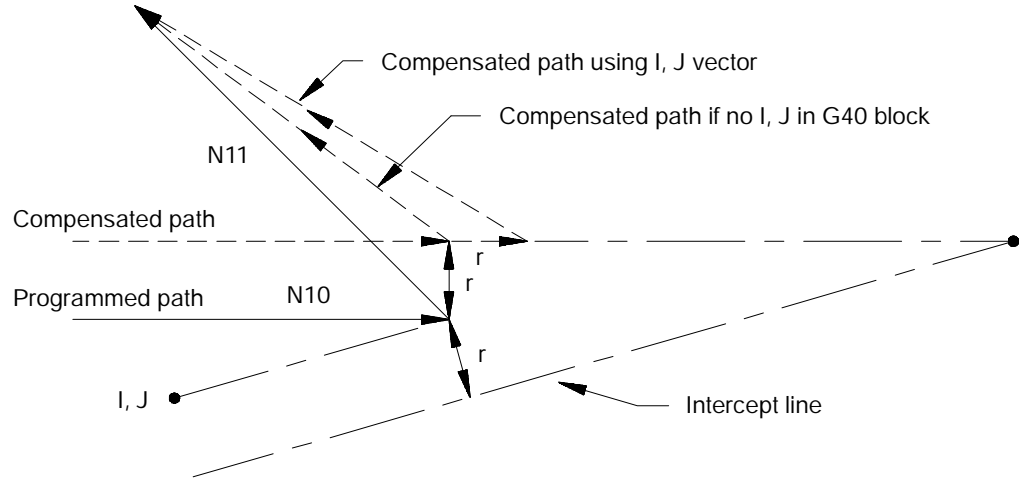 Compensated path using I, J vector
Compensated path if no I, J in G40 block
N11
Compensated path
r
r
Programmed path
N10
r
I, J
Intercept line